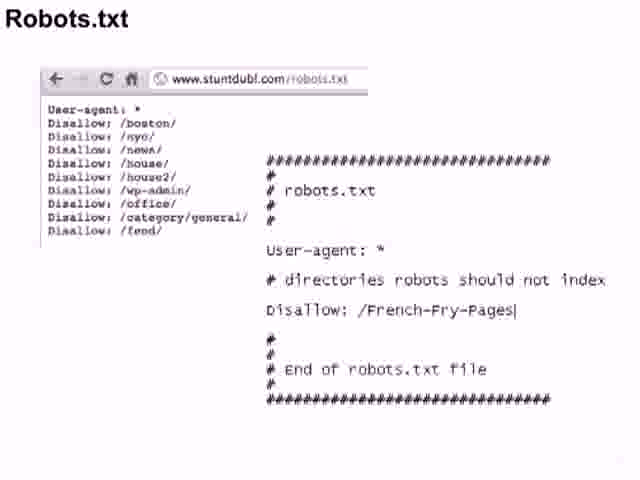 Robots.txt
www.stuntdubl.com/robots.txt
User-agent: *
Disallow: /boston/
Disallow: /nyc/
Disallow: /news/
Disallow: /house/
Disallow: /house2/
Disallow: /wp-admin/
Disallow: /office/
Disallow: /category/general/
Disallow: /feed/
###############################
#
# robots.txt
#
#
User-agent: *
# directories robots should not index
Disallow: /French-Fry-Pages
#
#
# End of robots.txt file
#
###############################